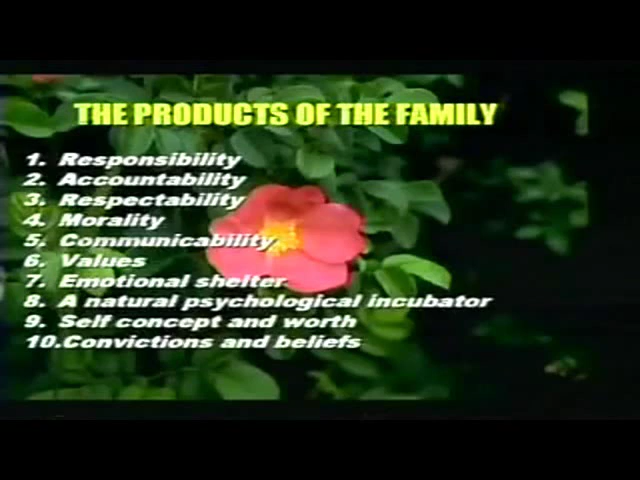 THE PRODUCTS OF THE FAMILY
1. Responsibility
2. Accountability
3. Respectability
4. Morality
5. Communicability
6. Values
7. Emotional shelter
8. A natural psychological incubator
9. Self concept and worth
10.Convictions and beliefs